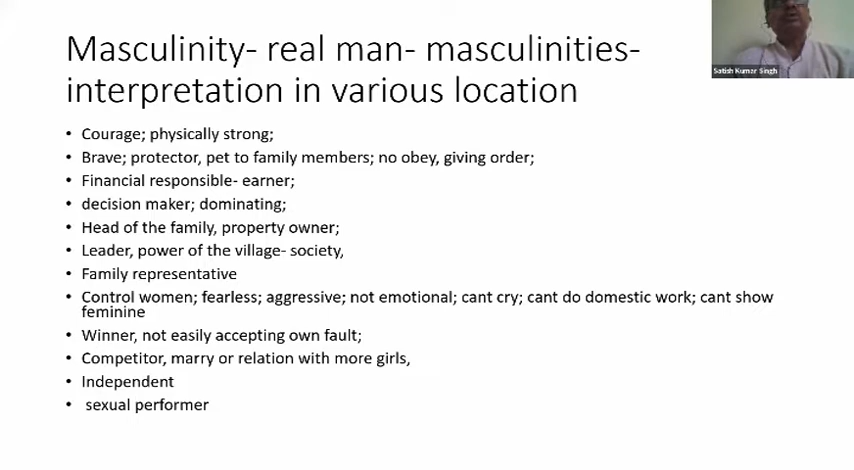 Masculinity- real man- masculinities-
interpretation in various location
Satish Kumar Singh
• Courage; physically strong;
• Brave; protector, pet to family members; no obey, giving order;
• Financial responsible- earner;
• decision maker; dominating;
• Head of the family, property owner;
• Leader, power of the village- society,
• Family representative
• Control women; fearless; aggressive; not emotional; cant cry; cant do domestic work; cant show
feminine
• Winner, not easily accepting own fault;
• Competitor, marry or relation with more girls,
• Independent
• sexual performer